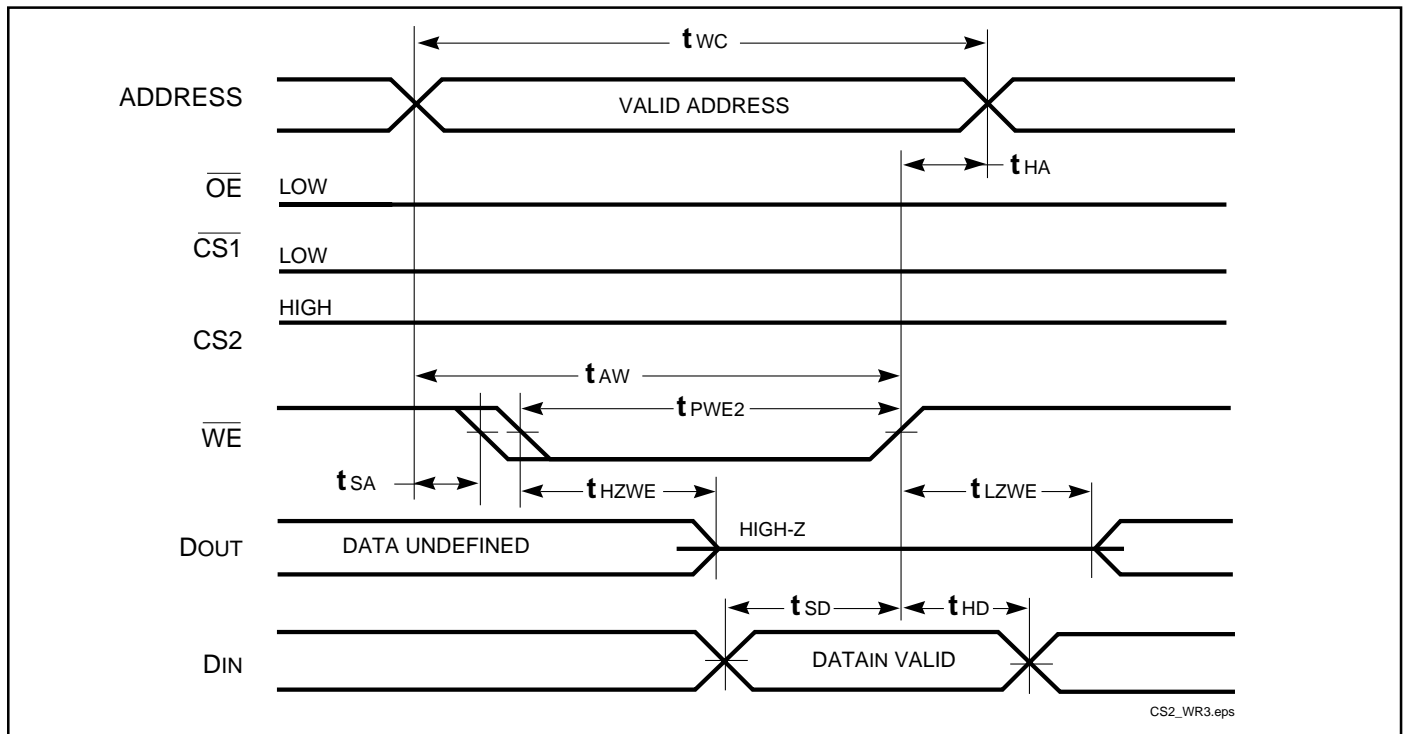 tWC
ADDRESS
VALID ADDRESS
tHA
OE
LOW
CS1
LOW
HIGH
CS2
tAW
tPWE2
WE
tSA
tHZWE
tLZWE
DOUT
DATA UNDEFINED
HIGH-Z
tSD
tHD
DIN
DATAIN VALID
CS2_WR3.eps